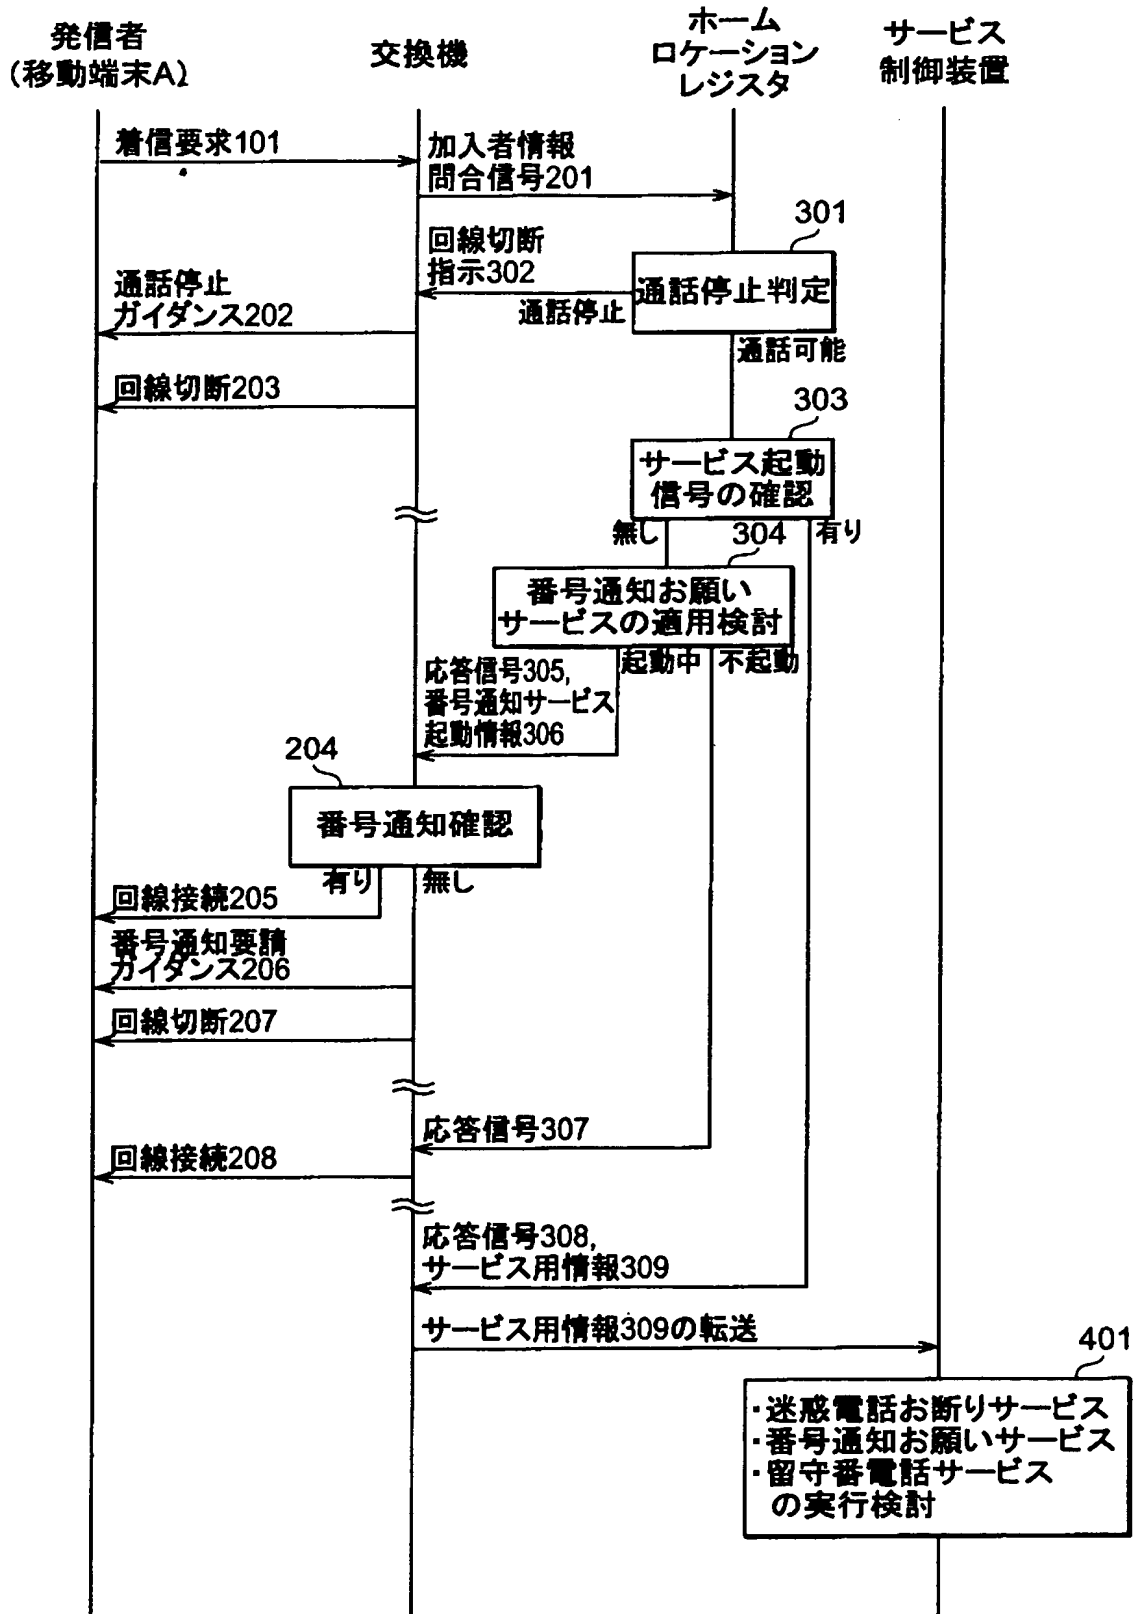 発信者
(移動端末A)
交換機
ホーム
ロケーション
レジスタ
サービス
制御装置
着信要求101
加入者情報
問合信号201
301
回線切断
指示302
通話停止判定
通話停止
通話停止
ガイダンス202
通話可能
回線切断203
303
サービス起動
信号の確認
無し
有り
304
番号通知お願い
サービスの適用検討
起動中
不起動
応答信号305,
番号通知サービス
起動情報306
204
番号通知確認
有り
無し
回線接続205
番号通知要請
ガイダンス206
回線切断207
応答信号307
回線接続208
応答信号308,
サービス用情報309
サービス用情報309の転送
401
・迷惑電話お断りサービス
・番号通知お願いサービス
・留守番電話サービス
の実行検討